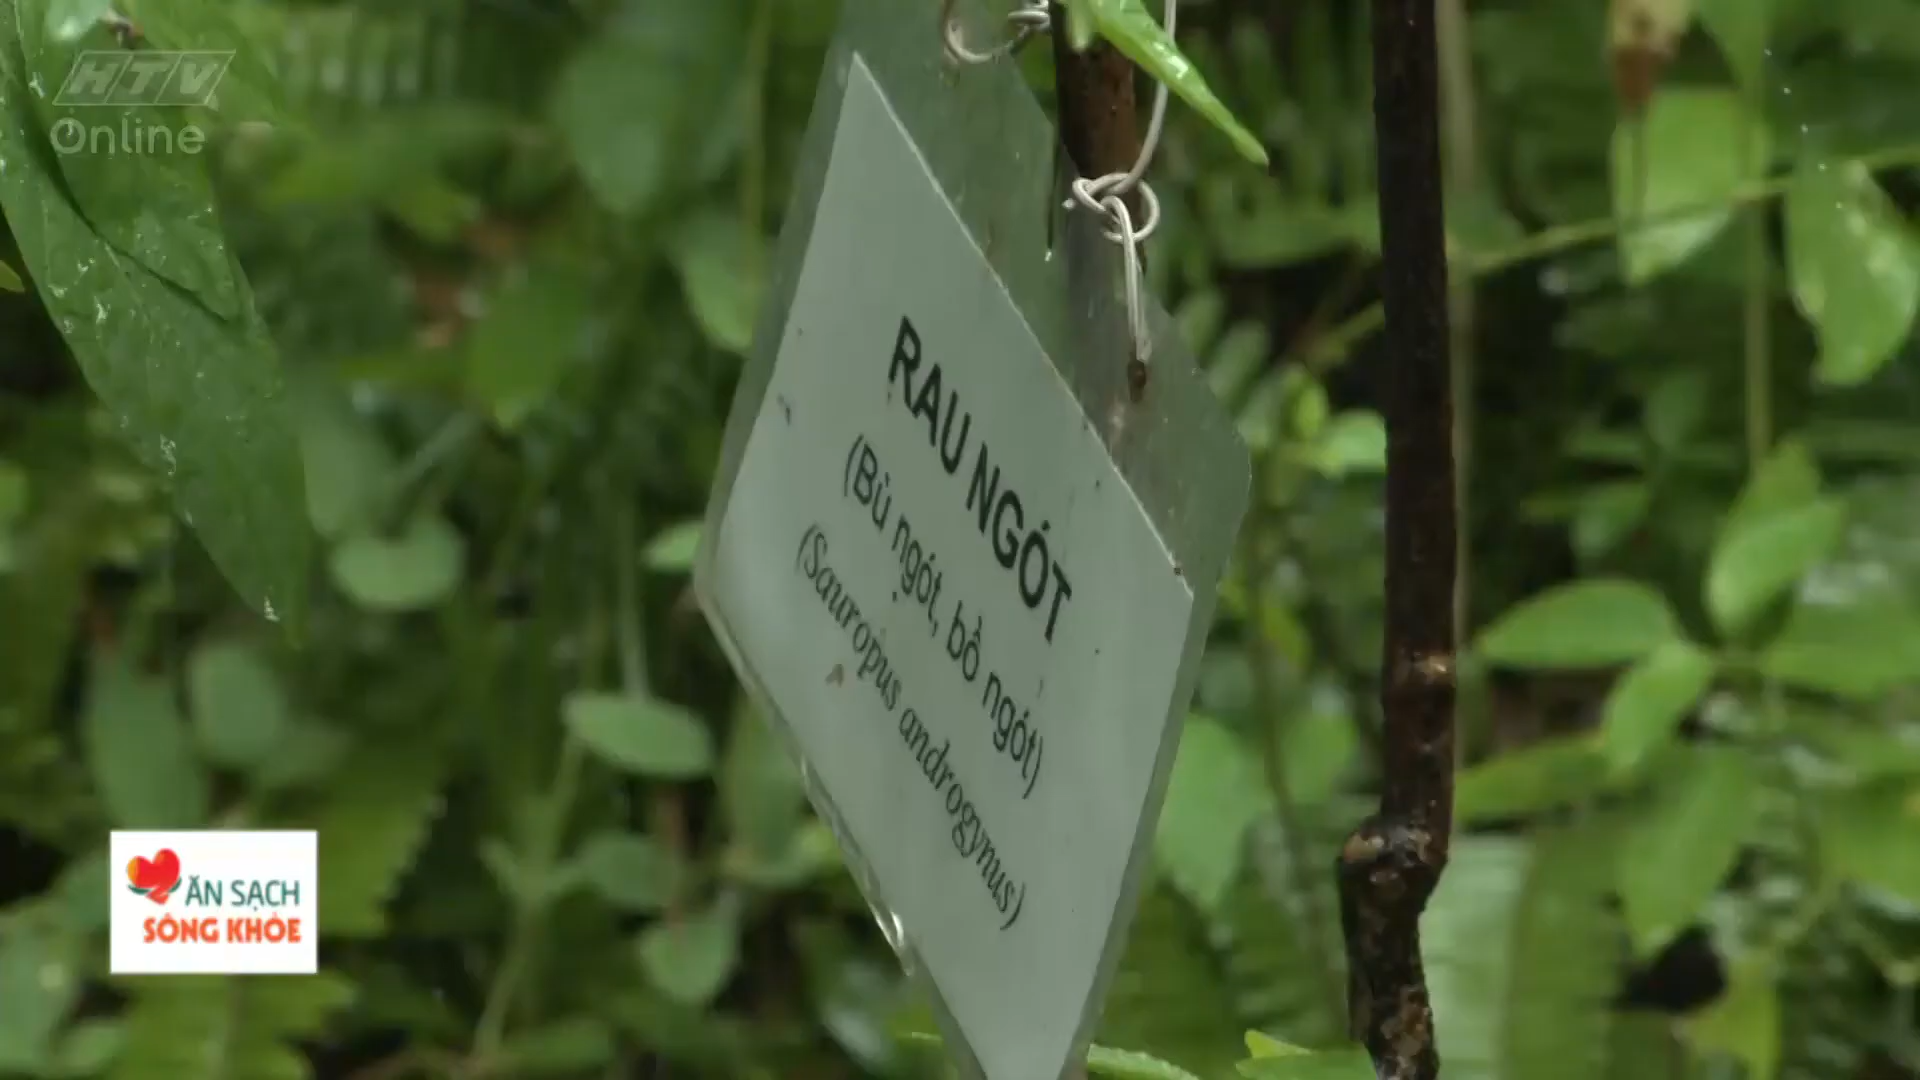 HTV
Online
RAU NGÓT
(Bù ngót, bồ ngót)
(Sauropus androgynus)
ĂN SẠCH
SỐNG KHỎE